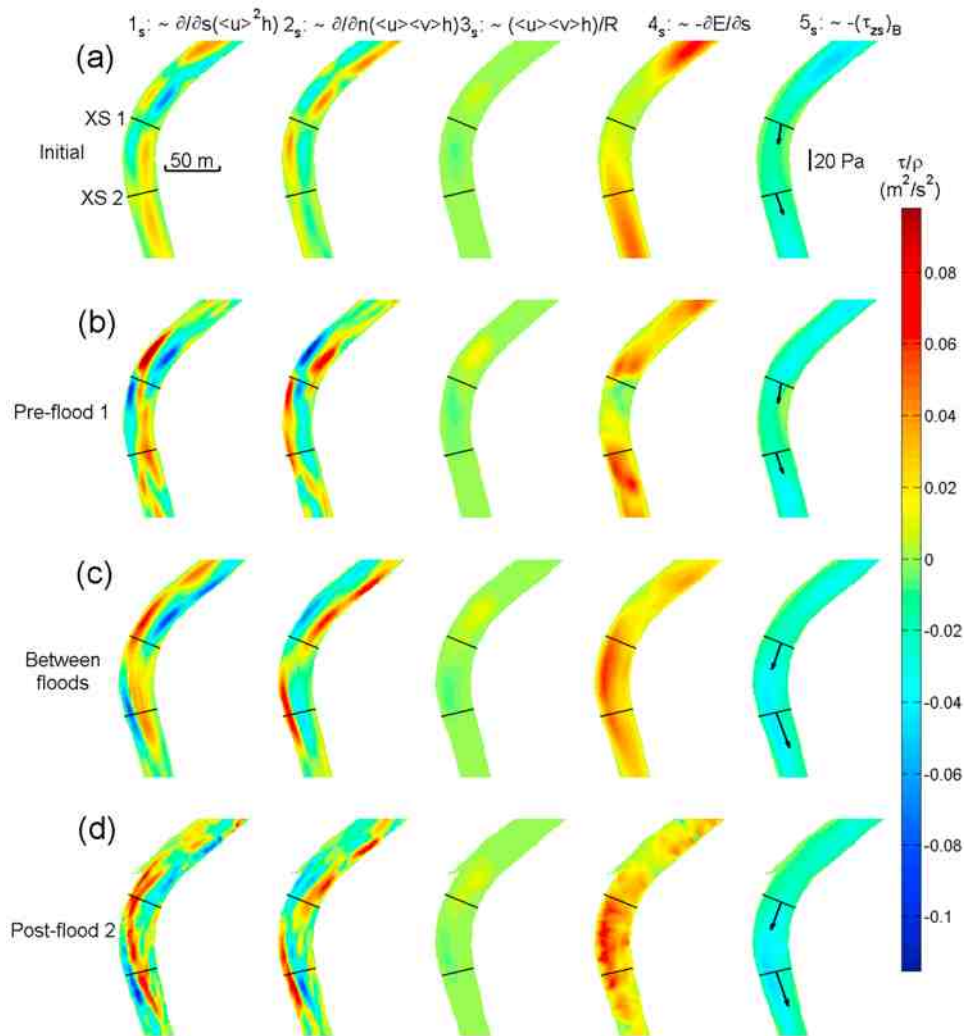 1s: ~ ∂/∂s(<u>²h) 2s: ~ ∂/∂n(<u><v>h) 3s: ~ (<u><v>h)/R 4s: ~ -∂E/∂s 5s: ~ -(τzs)B
(a)
XS 1
Initial
50 m
20 Pa
XS 2
τ/ρ
(m²/s²)
0.08
0.06
0.04
0.02
0
-0.02
-0.04
-0.06
-0.08
-0.1
(b)
Pre-flood 1
(c)
Between
floods
(d)
Post-flood 2